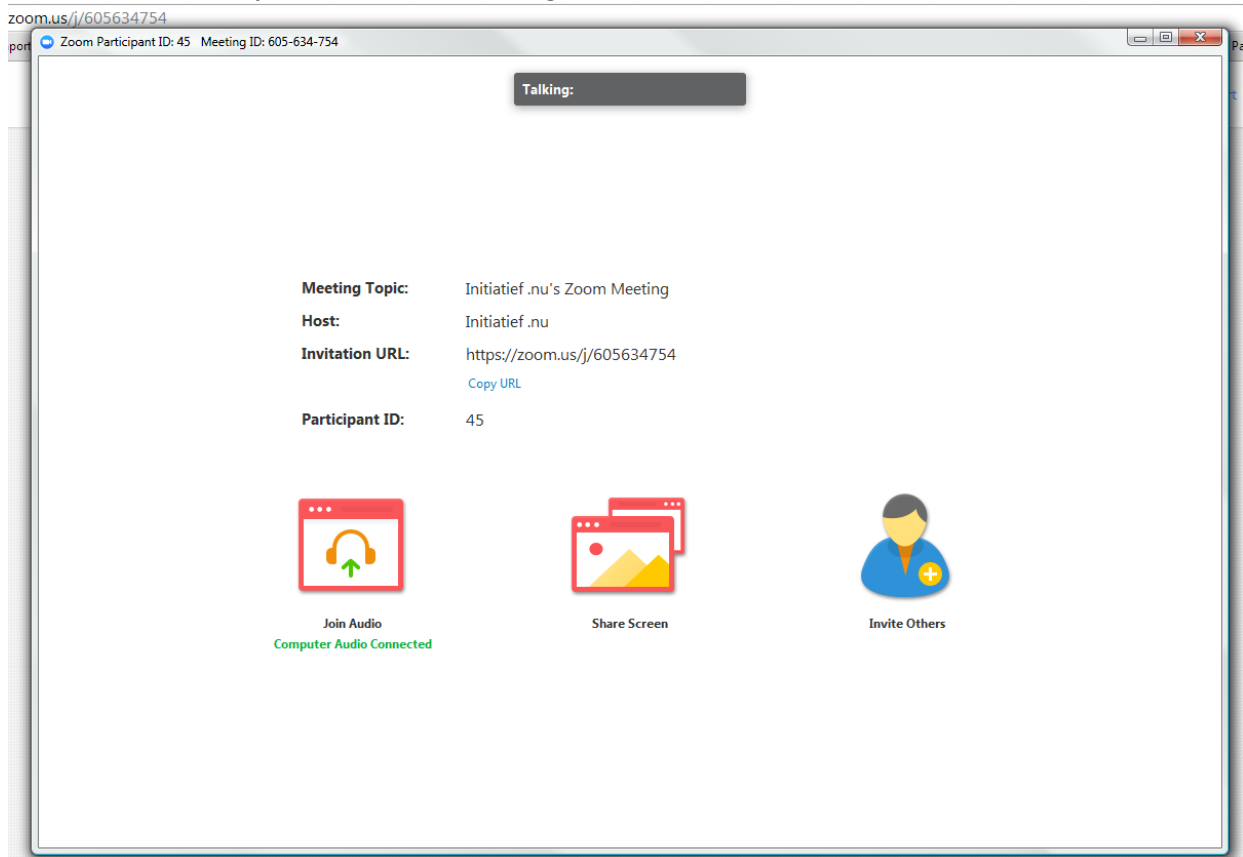 zoom.us/j/605634754
Zoom Participant ID: 45 Meeting ID: 605-634-754
Talking:
Meeting Topic: Initiatief .nu's Zoom Meeting
Host: Initiatief .nu
Invitation URL: https://zoom.us/j/605634754
Copy URL
Participant ID: 45
Join Audio Share Screen Invite Others
Computer Audio Connected